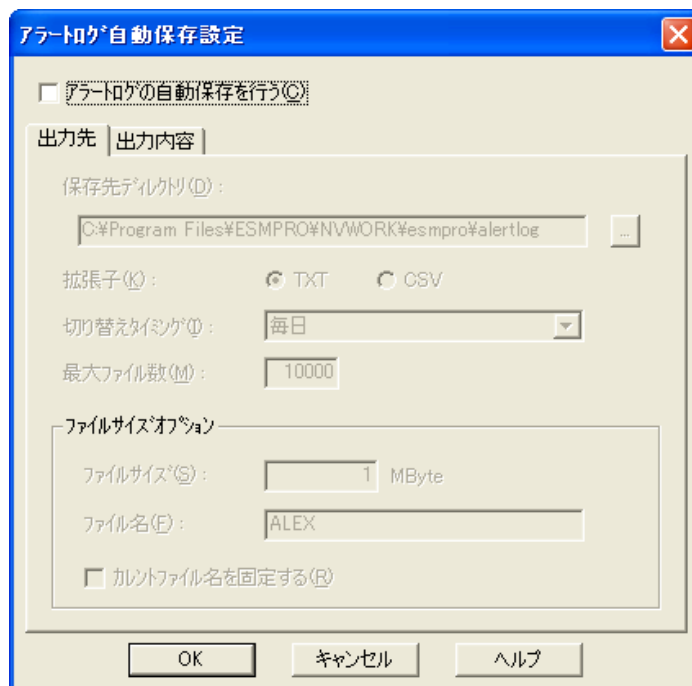 アラートログ自動保存設定
アラートログの自動保存を行う(C)
出力先 出力内容
保存先ディレクトリ(D) :
C:¥Program Files¥ESMPRO¥NVWORK¥esmpro¥alertlog ...
拡張子(K) : TXT CSV
切り替えタイミング(I) : 毎日
最大ファイル数(M) : 10000
ファイルサイズオプション
ファイルサイズ(S) : 1 MByte
ファイル名(F) : ALEX
カレントファイル名を固定する(R)
OK キャンセル ヘルプ